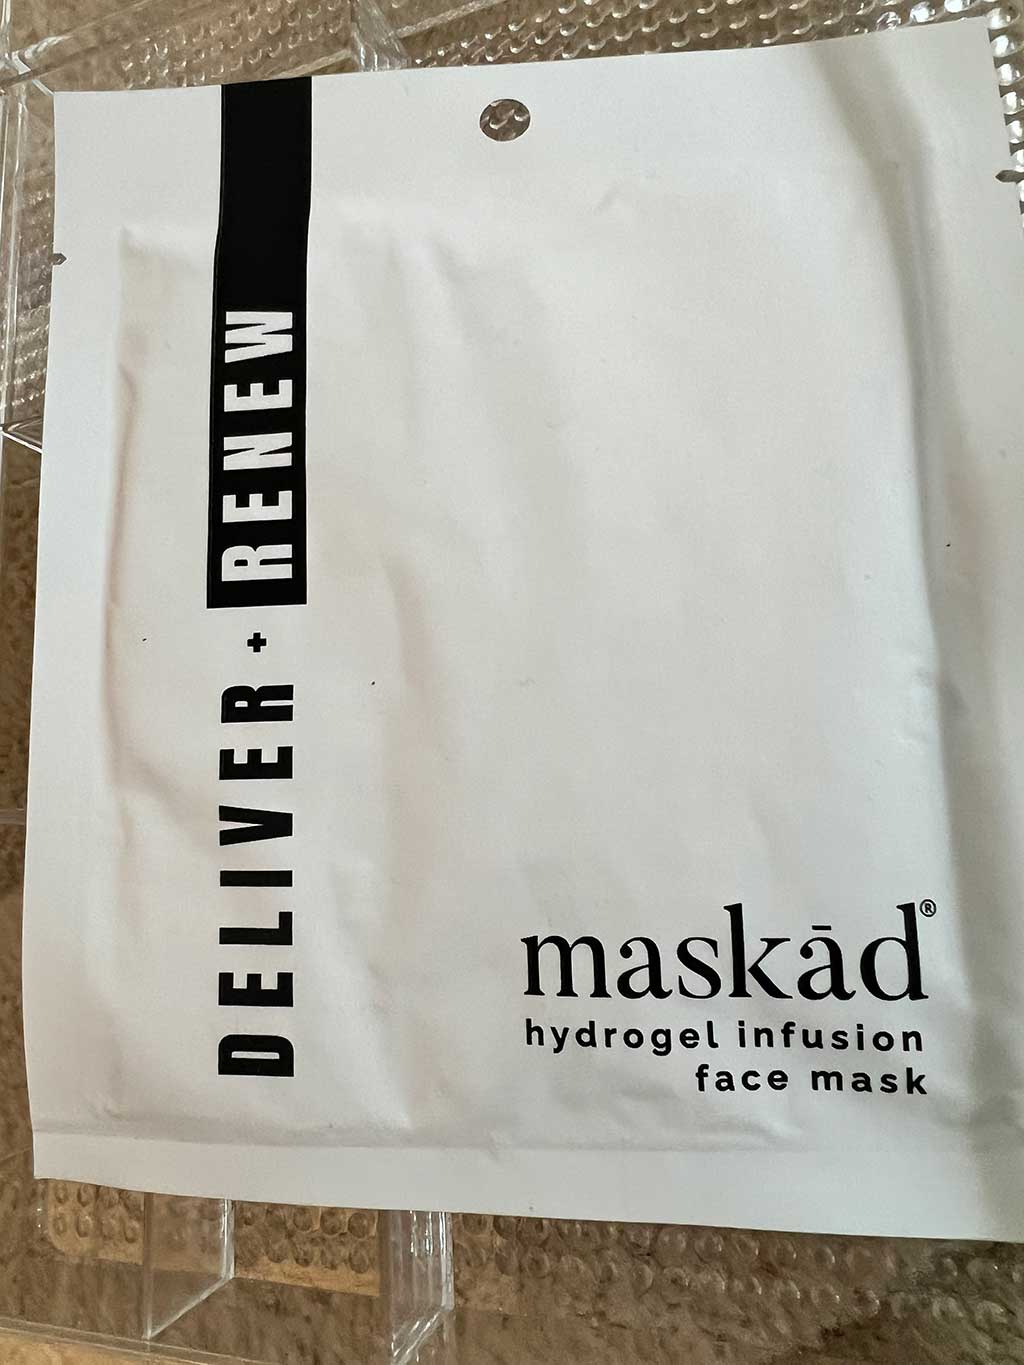 DELIVER + RENEW
maskād®
hydrogel infusion
face mask